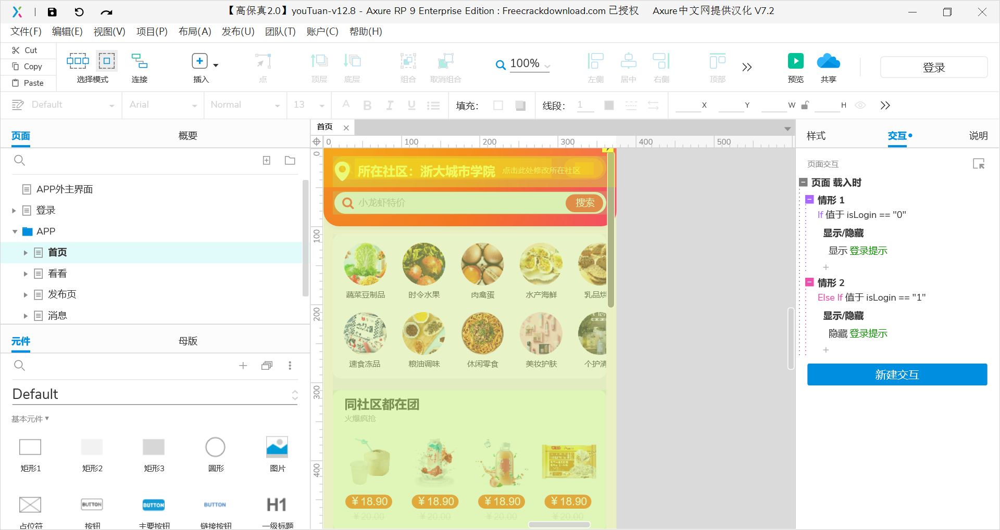 【高保真2.0】youTuan-v12.8 - Axure RP 9 Enterprise Edition : Freecrackdownload.com 已授权 Axure中文网提供汉化 V7.2
文件(F) 编辑(E) 视图(V) 项目(P) 布局(A) 发布(U) 团队(T) 账户(C) 帮助(H)
Cut
Copy
Paste
选择模式
连接
插入
点
顶层
底层
组合
取消组合
100%
左侧
居中
右侧
顶部
预览
共享
登录
Default
Arial
Normal
13
A B I U
填充：
线段：
1
X Y W H
页面
概要
APP外主界面
登录
APP
首页
看看
发布页
消息
元件
母版
Default
基本元件
矩形1
矩形2
矩形3
圆形
图片
BUTTON
BUTTON
BUTTON
H1
占位符
按钮
主要按钮
链接按钮
一级标题
首页
0 100 200 300 400 500
0
100
200
300
400
所在社区：浙大城市学院 点击此处修改所在社区
小龙虾特价
搜索
蔬菜豆制品 时令水果 肉禽蛋 水产海鲜 乳品烘
速食冻品 粮油调味 休闲零食 美妆护肤 个护清
同社区都在团
火爆疯抢
¥18.90 ¥18.90 ¥18.90 ¥18.90
¥20.00 ¥20.00 ¥20.00 ¥20.00
样式
交互
说明
页面交互
页面 载入时
情形 1
If 值于 isLogin == "0"
显示/隐藏
显示 登录提示
情形 2
Else If 值于 isLogin == "1"
显示/隐藏
隐藏 登录提示
新建交互